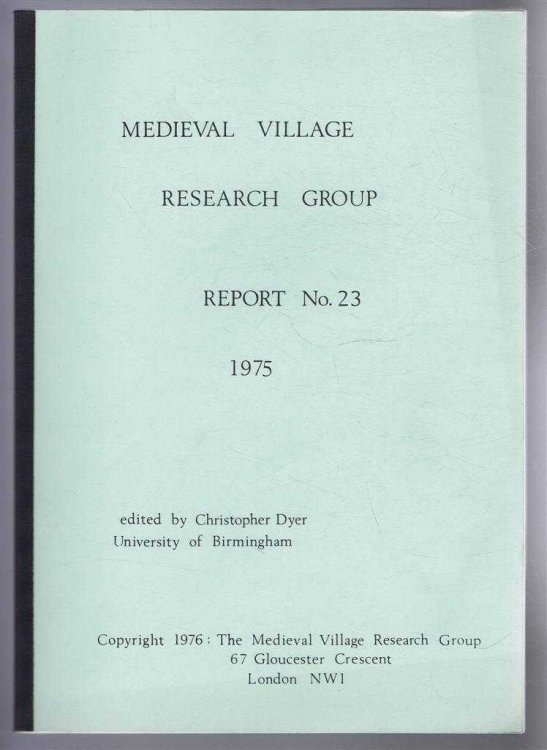 MEDIEVAL VILLAGE
RESEARCH GROUP
REPORT No. 23
1975
edited by Christopher Dyer
University of Birmingham
Copyright 1976: The Medieval Village Research Group
67 Gloucester Crescent
London NW1